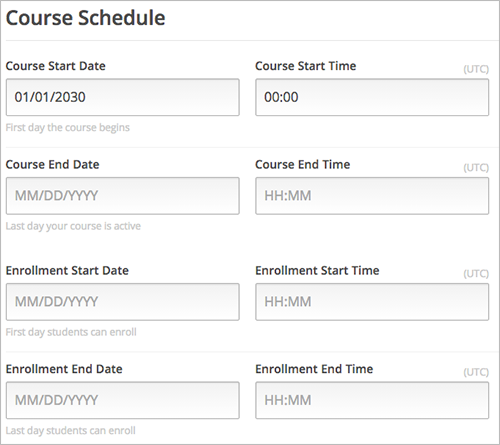 Course Schedule
Course Start Date
Course Start Time
(UTC)
01/01/2030
00:00
First day the course begins
Course End Date
Course End Time
(UTC)
MM/DD/YYYY
HH:MM
Last day your course is active
Enrollment Start Date
Enrollment Start Time
(UTC)
MM/DD/YYYY
HH:MM
First day students can enroll
Enrollment End Date
Enrollment End Time
(UTC)
MM/DD/YYYY
HH:MM
Last day students can enroll